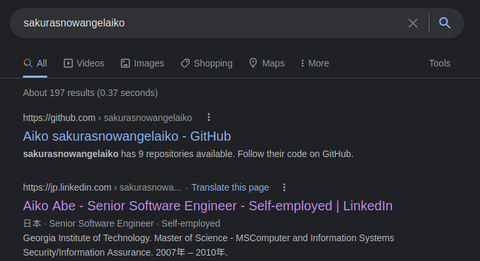 sakurasnowangelaiko
All Videos Images Shopping Maps More Tools
About 197 results (0.37 seconds)
https://github.com › sakurasnowangelaiko
Aiko sakurasnowangelaiko - GitHub
sakurasnowangelaiko has 9 repositories available. Follow their code on GitHub.
https://jp.linkedin.com › sakurasnowa... · Translate this page
Aiko Abe - Senior Software Engineer - Self-employed | LinkedIn
日本 · Senior Software Engineer · Self-employed
Georgia Institute of Technology. Master of Science - MSComputer and Information Systems
Security/Information Assurance. 2007年 – 2010年.